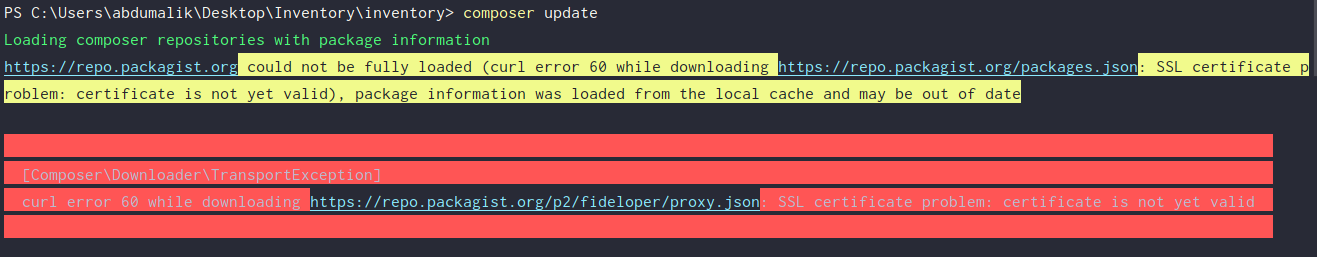 PS C:\Users\abdumalik\Desktop\Inventory\inventory> composer update
Loading composer repositories with package information
https://repo.packagist.org could not be fully loaded (curl error 60 while downloading https://repo.packagist.org/packages.json: SSL certificate p
roblem: certificate is not yet valid), package information was loaded from the local cache and may be out of date
[Composer\Downloader\TransportException]
curl error 60 while downloading https://repo.packagist.org/p2/fideloper/proxy.json: SSL certificate problem: certificate is not yet valid